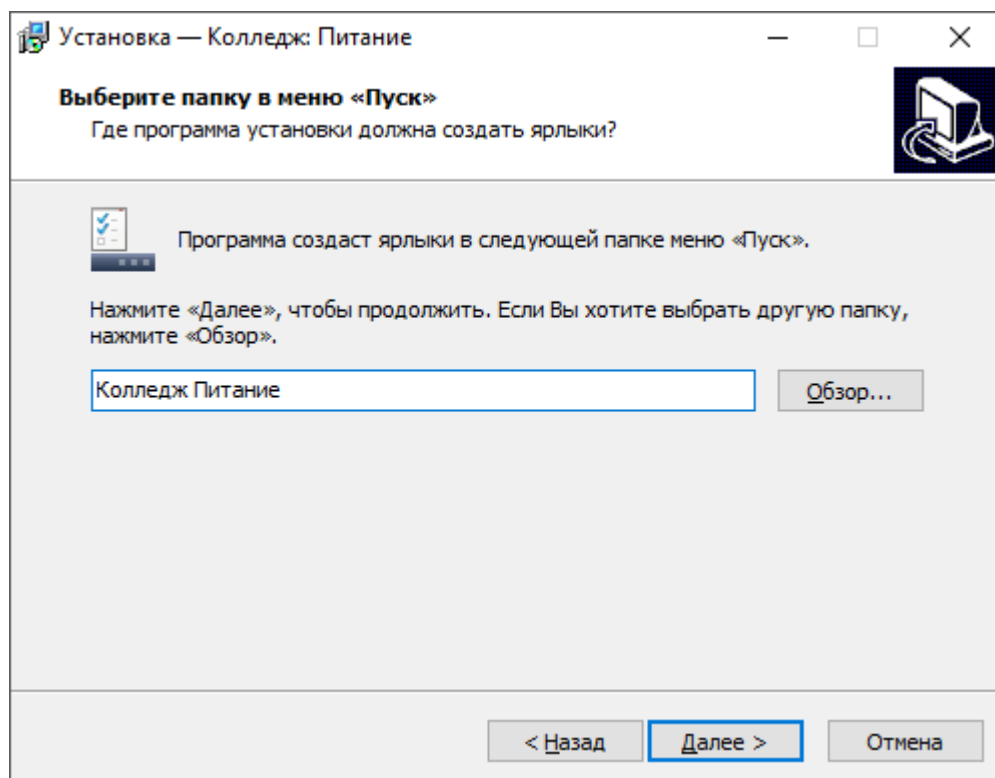 Установка — Колледж: Питание
Выберите папку в меню «Пуск»
Где программа установки должна создать ярлыки?
Программа создаст ярлыки в следующей папке меню «Пуск».
Нажмите «Далее», чтобы продолжить. Если Вы хотите выбрать другую папку,
нажмите «Обзор».
Колледж Питание
Обзор...
< Назад
Далее >
Отмена